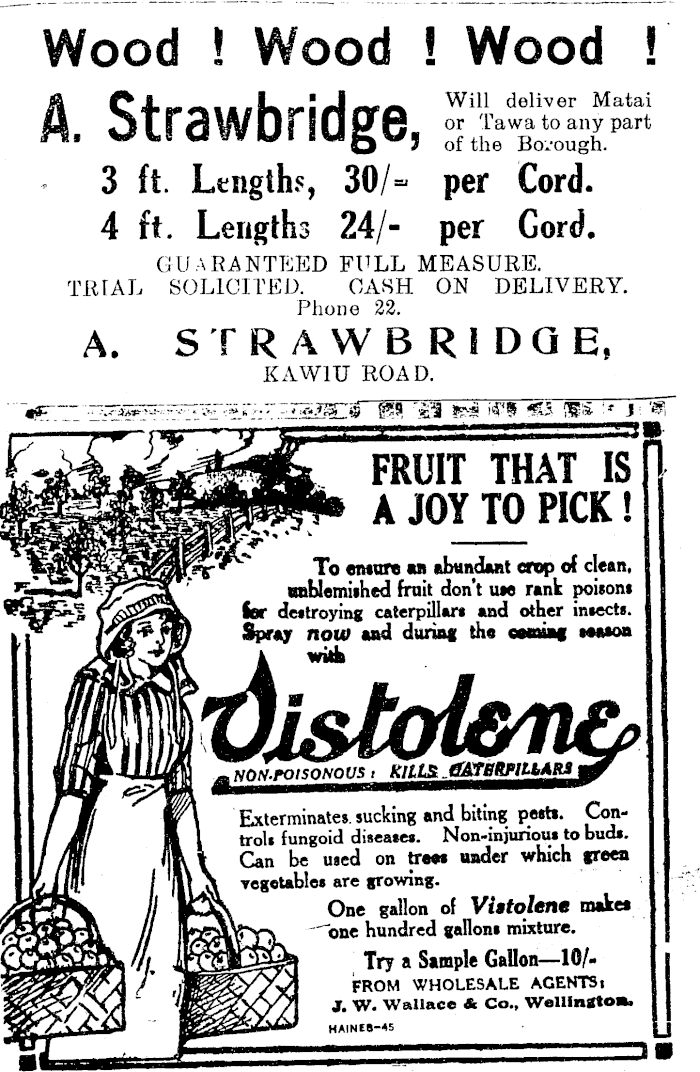 Wood ! Wood ! Wood !
A. Strawbridge,
Will deliver Matai
or Tawa to any part
of the Borough.
3 ft. Lengths, 30/= per Cord.
4 ft. Lengths 24/- per Cord.
GUARANTEED FULL MEASURE.
TRIAL SOLICITED. CASH ON DELIVERY.
Phone 22.
A. STRAWBRIDGE,
KAWIU ROAD.
FRUIT THAT IS
A JOY TO PICK !
To ensure an abundant crop of clean,
unblemished fruit don't use rank poisons
for destroying caterpillars and other insects.
Spray now and during the coming season
with
Vistolene
NON-POISONOUS : KILLS CATERPILLARS
Exterminates sucking and biting pests. Con-
trols fungoid diseases. Non-injurious to buds.
Can be used on trees under which green
vegetables are growing.
One gallon of Vistolene makes
one hundred gallons mixture.
Try a Sample Gallon—10/-
FROM WHOLESALE AGENTS:
J. W. Wallace & Co., Wellington.
HAINES-45